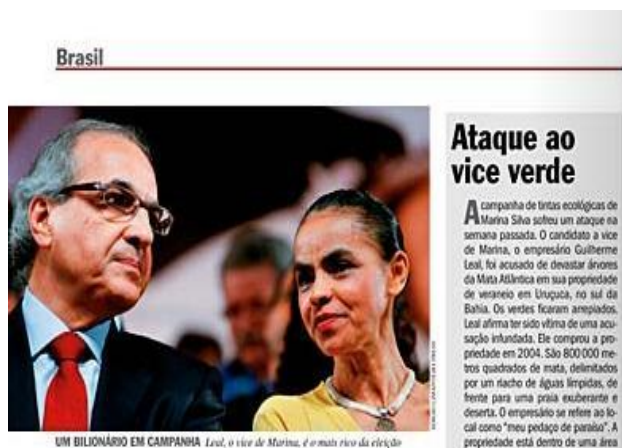 Brasil
Ataque ao
vice verde
A campanha de tintas ecológicas de
Marina Silva sofreu um ataque na
semana passada. O candidato a vice
de Marina, o empresário Guilherme
Leal, foi acusado de devastar árvores
da Mata Atlântica em sua propriedade
de veraneio em Uruçuca, no sul da
Bahia. Os verdes ficaram arrepiados.
Leal afirma ter sido vítima de uma acu-
sação infundada. Ele comprou a pro-
priedade em 2004. São 800 000 me-
tros quadrados de mata, delimitados
por um riacho de águas límpidas, de
frente para uma praia exuberante e
deserta. O empresário se refere ao lo-
cal como "meu pedaço de paraíso". A
propriedade está dentro de uma área
UM BILIONÁRIO EM CAMPANHA Leal, o vice de Marina, é o mais rico da eleição